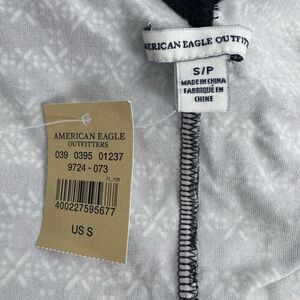 AMERICAN EAGLE OUTFITTERS
S/P
MADE IN CHINA
FABRIQUÉ EN
CHINE
AMERICAN EAGLE
OUTFITTERS
039 0395 01237
9724 - 073
FL_109
400227595677
US S